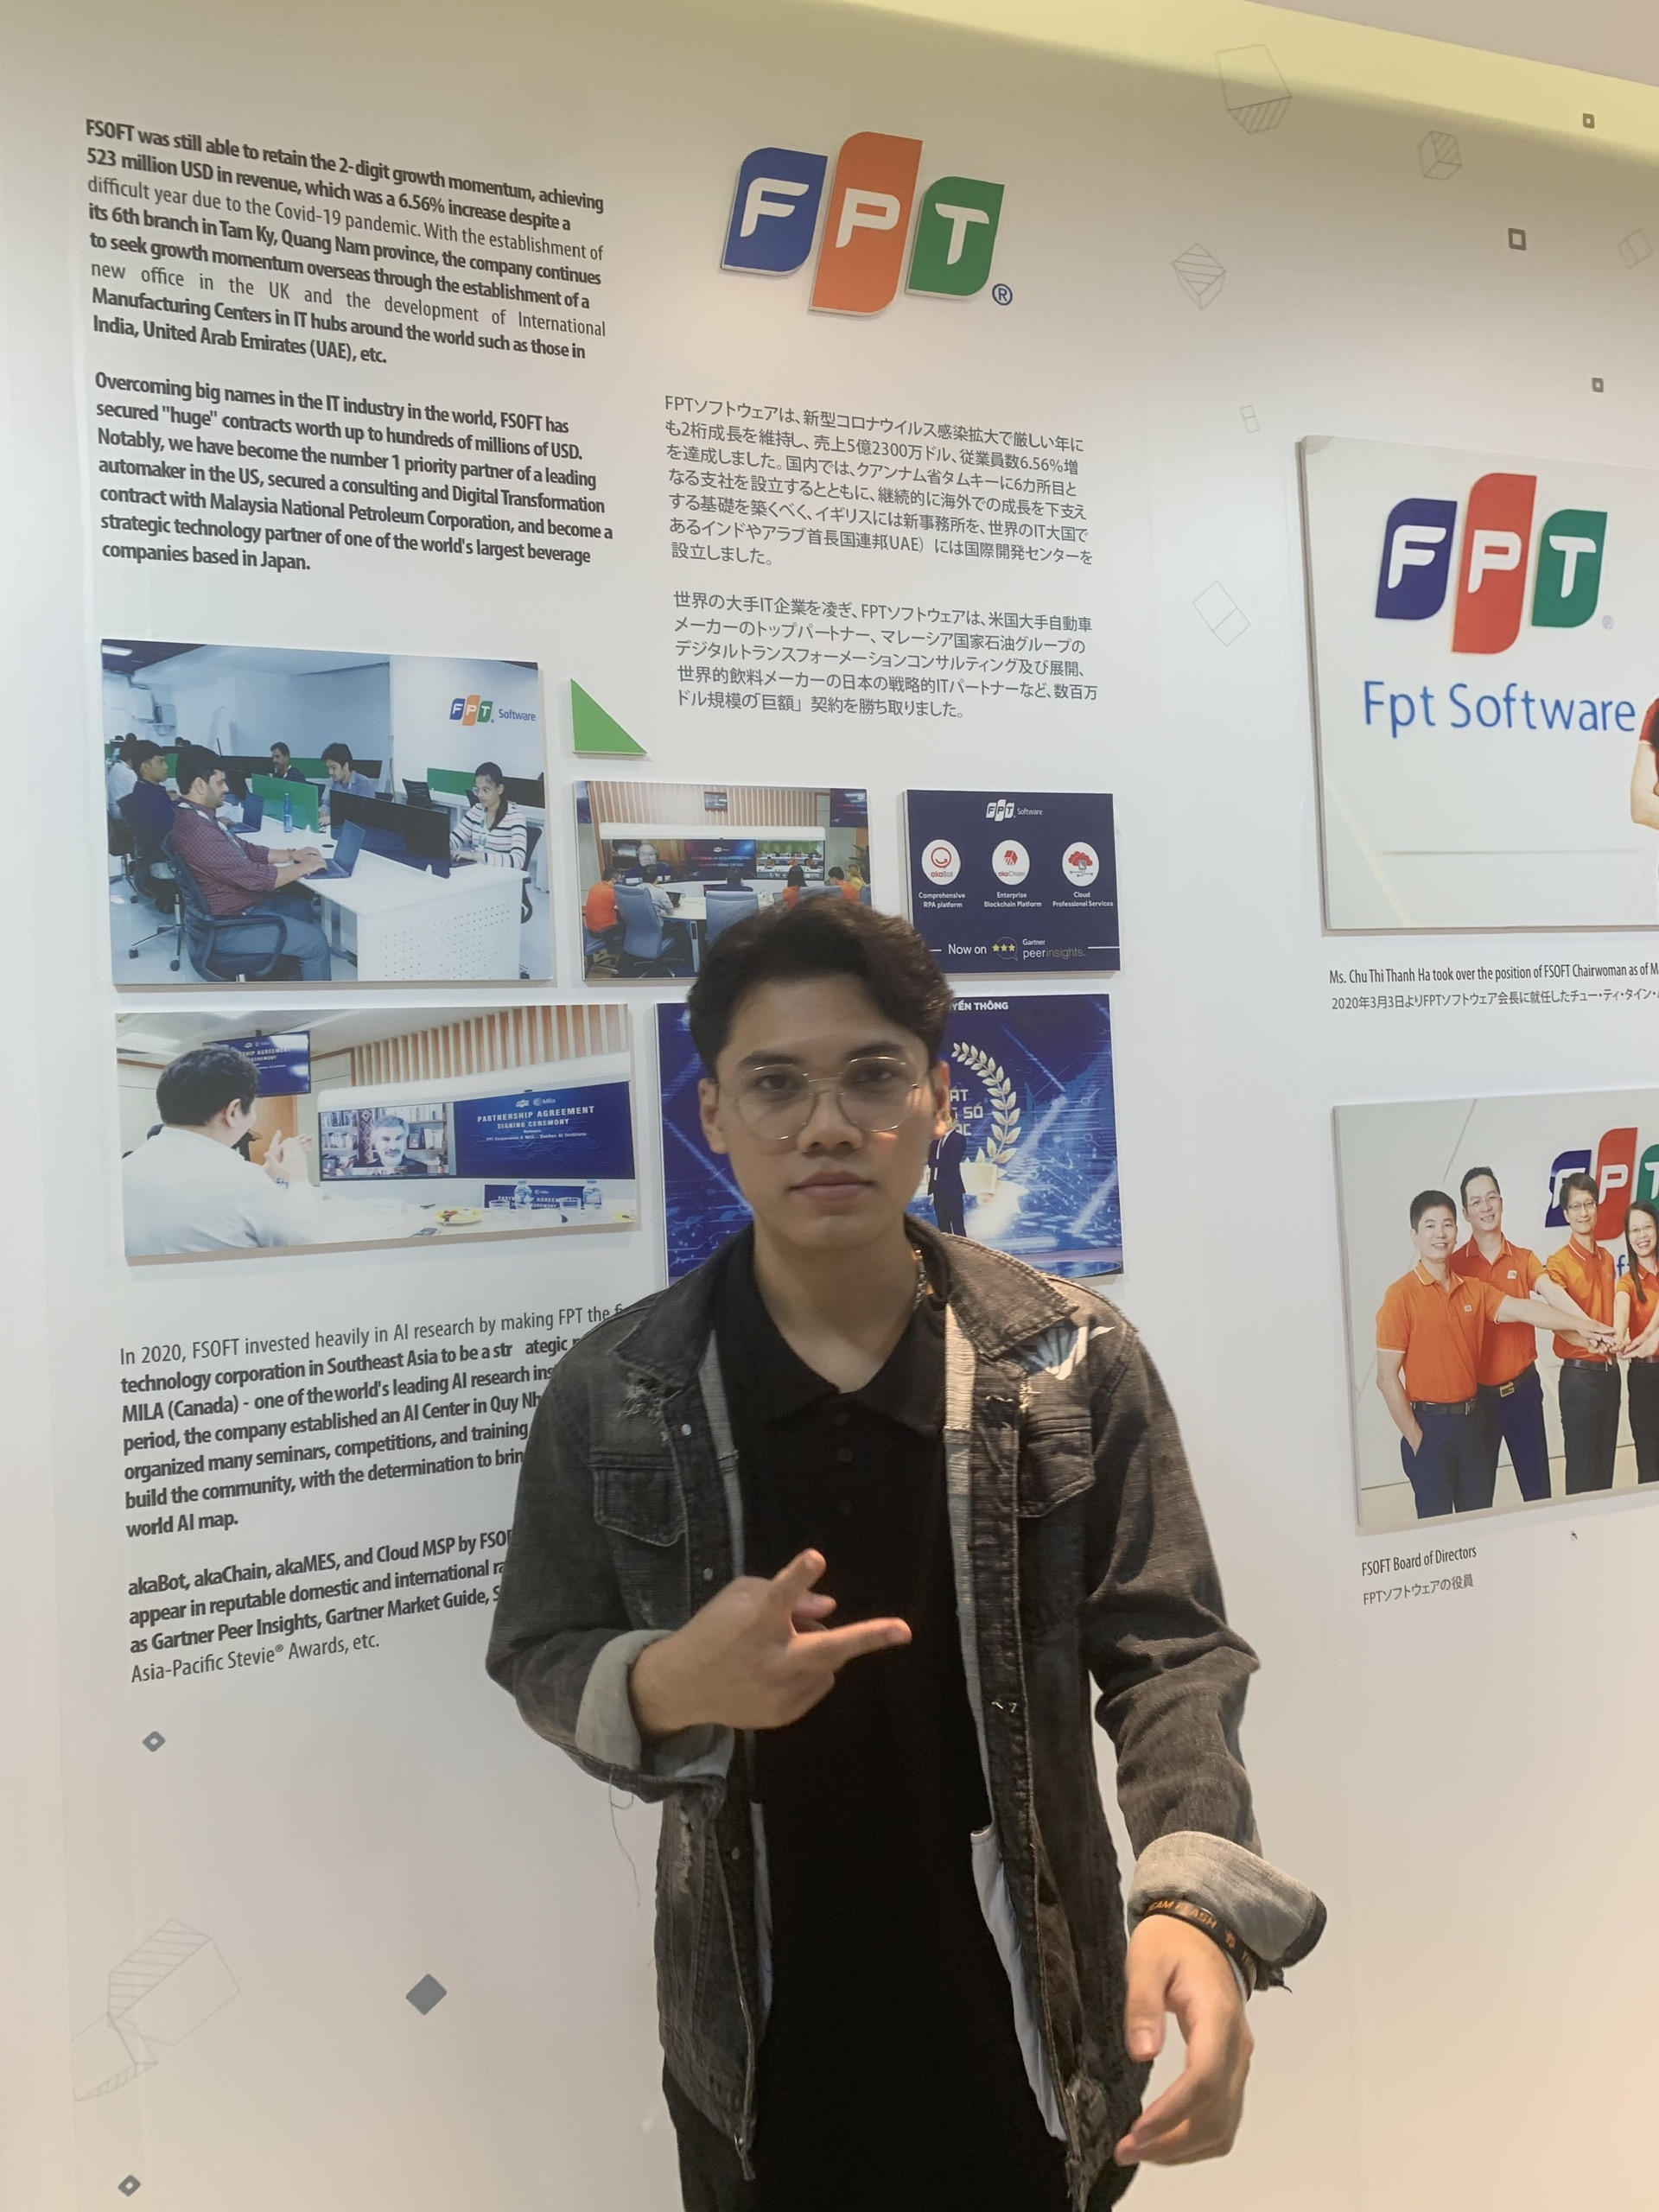 FSOFT was still able to retain the 2-digit growth momentum, achieving
523 million USD in revenue, which was a 6.56% increase despite a
difficult year due to the Covid-19 pandemic. With the establishment of
its 6th branch in Tam Ky, Quang Nam province, the company continues
to seek growth momentum overseas through the establishment of a
new office in the UK and the development of International
Manufacturing Centers in IT hubs around the world such as those in
India, United Arab Emirates (UAE), etc.
Overcoming big names in the IT industry in the world, FSOFT has
secured "huge" contracts worth up to hundreds of millions of USD.
Notably, we have become the number 1 priority partner of a leading
automaker in the US, secured a consulting and Digital Transformation
contract with Malaysia National Petroleum Corporation, and become a
strategic technology partner of one of the world's largest beverage
companies based in Japan.
FPT®
FPTソフトウェアは、新型コロナウイルス感染拡大で厳しい年に
も2桁成長を維持し、売上5億2300万ドル、従業員数6.56%増
を達成しました。国内では、クアンナム省タムキーに6カ所目と
なる支社を設立するとともに、継続的に海外での成長を下支え
する基礎を築くべく、イギリスには新事務所を、世界のIT大国で
あるインドやアラブ首長国連邦UAE）には国際開発センターを
設立しました。
世界の大手IT企業を凌ぎ、FPTソフトウェアは、米国大手自動車
メーカーのトップパートナー、マレーシア国家石油グループの
デジタルトランスフォーメーションコンサルティング及び展開、
世界的飲料メーカーの日本の戦略的ITパートナーなど、数百万
ドル規模の「巨額」契約を勝ち取りました。
FPT Software
FPT Software
akaBot
akaChain
Comprehensive
RPA platform
Enterprise
Blockchain Platform
Cloud
Professional Services
Now on Gartner
peerinsights
PARTNERSHIP AGREEMENT
SIGNING CEREMONY
YỀN THÔNG
In 2020, FSOFT invested heavily in AI research by making FPT the
technology corporation in Southeast Asia to be a str ategic
MILA (Canada) - one of the world's leading AI research
period, the company established an AI Center in Quy
organized many seminars, competitions, and training
build the community, with the determination to
world AI map.
akaBot, akaChain, akaMES, and Cloud MSP by
appear in reputable domestic and international
as Gartner Peer Insights, Gartner Market Guide,
Asia-Pacific Stevie® Awards, etc.
FPT®
Fpt Software
Ms. Chu Thi Thanh Ha took over the position of FSOFT Chairwoman as of
2020年3月3日よりFPTソフトウェア会長に就任したチュー・ティ・タイン・
FPT
FSOFT Board of Directors
FPTソフトウェアの役員